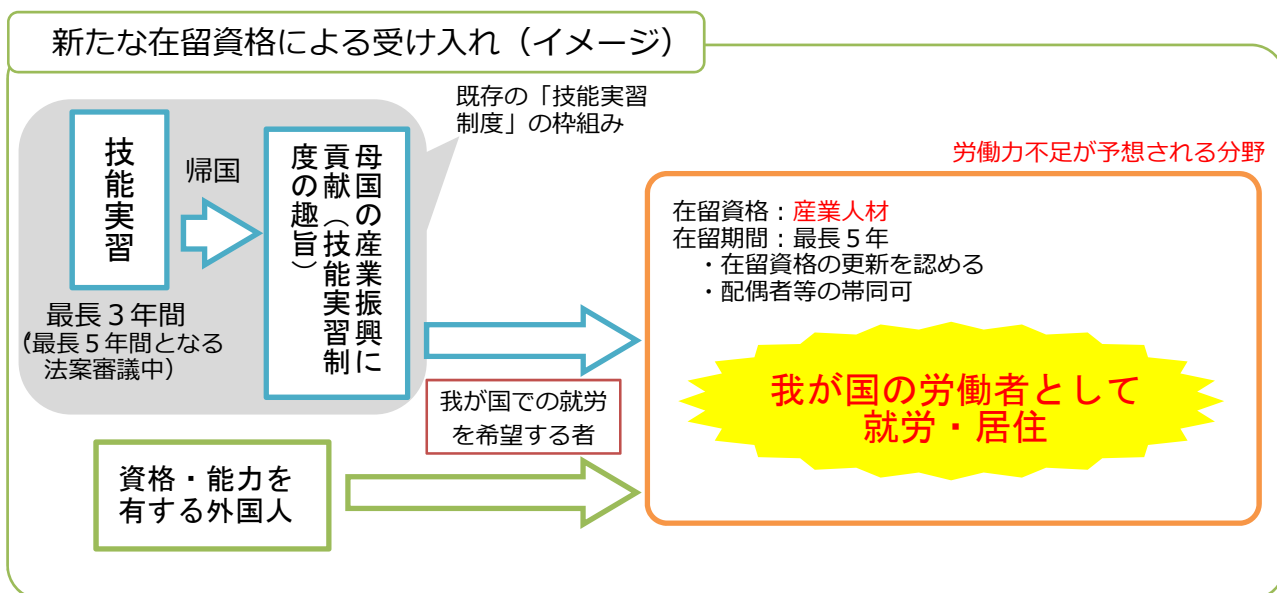 新たな在留資格による受け入れ（イメージ）
既存の「技能実習
制度」の枠組み
技能実習
帰国
母国の産業振興に
貢献（技能実習制
度の趣旨）
最長３年間
（最長５年間となる
法案審議中）
労働力不足が予想される分野
在留資格：産業人材
在留期間：最長５年
・在留資格の更新を認める
・配偶者等の帯同可
我が国の労働者として
就労・居住
我が国での就労
を希望する者
資格・能力を
有する外国人